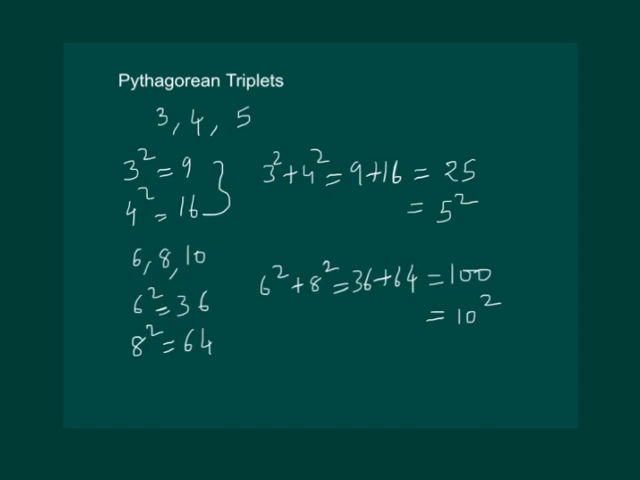 Pythagorean Triplets
3, 4, 5
3² = 9
4² = 16
3² + 4² = 9 + 16 = 25
= 5²
6, 8, 10
6² = 36
8² = 64
6² + 8² = 36 + 64 = 100
= 10²